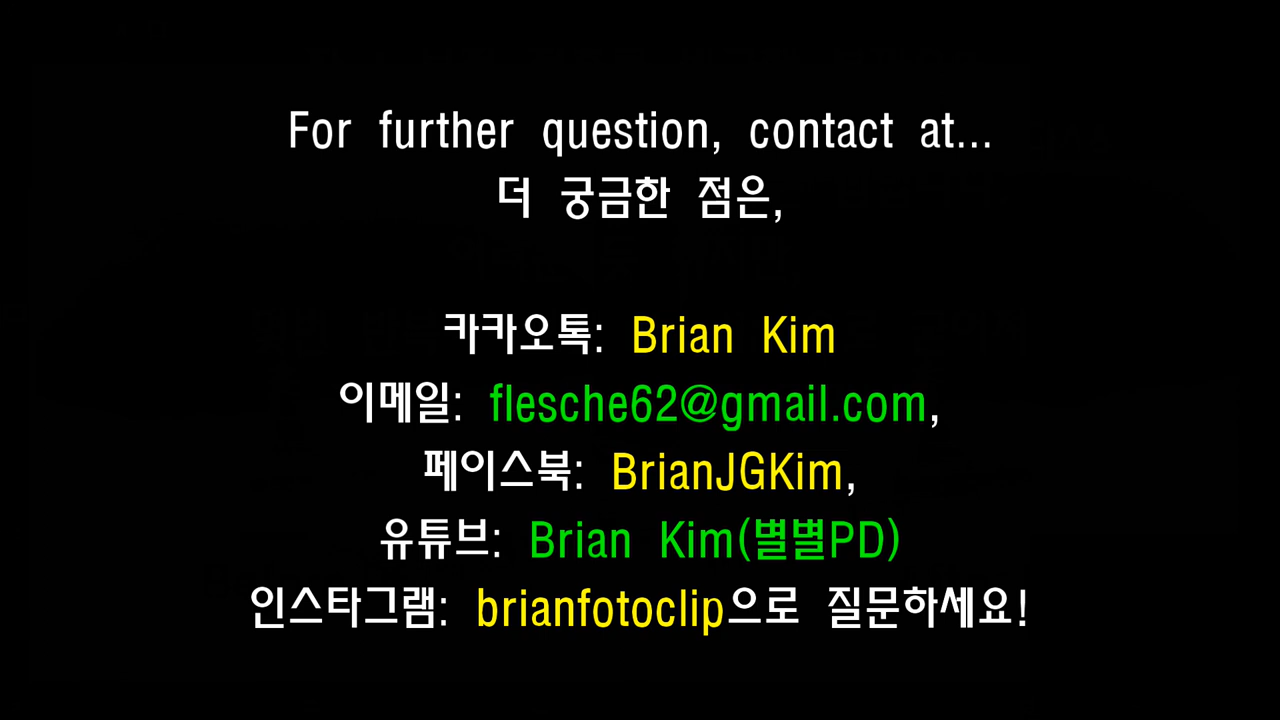 For further question, contact at...
더 궁금한 점은,
카카오톡: Brian Kim
이메일: flesche62@gmail.com,
페이스북: BrianJGKim,
유튜브: Brian Kim(별별PD)
인스타그램: brianfotoclip으로 질문하세요!